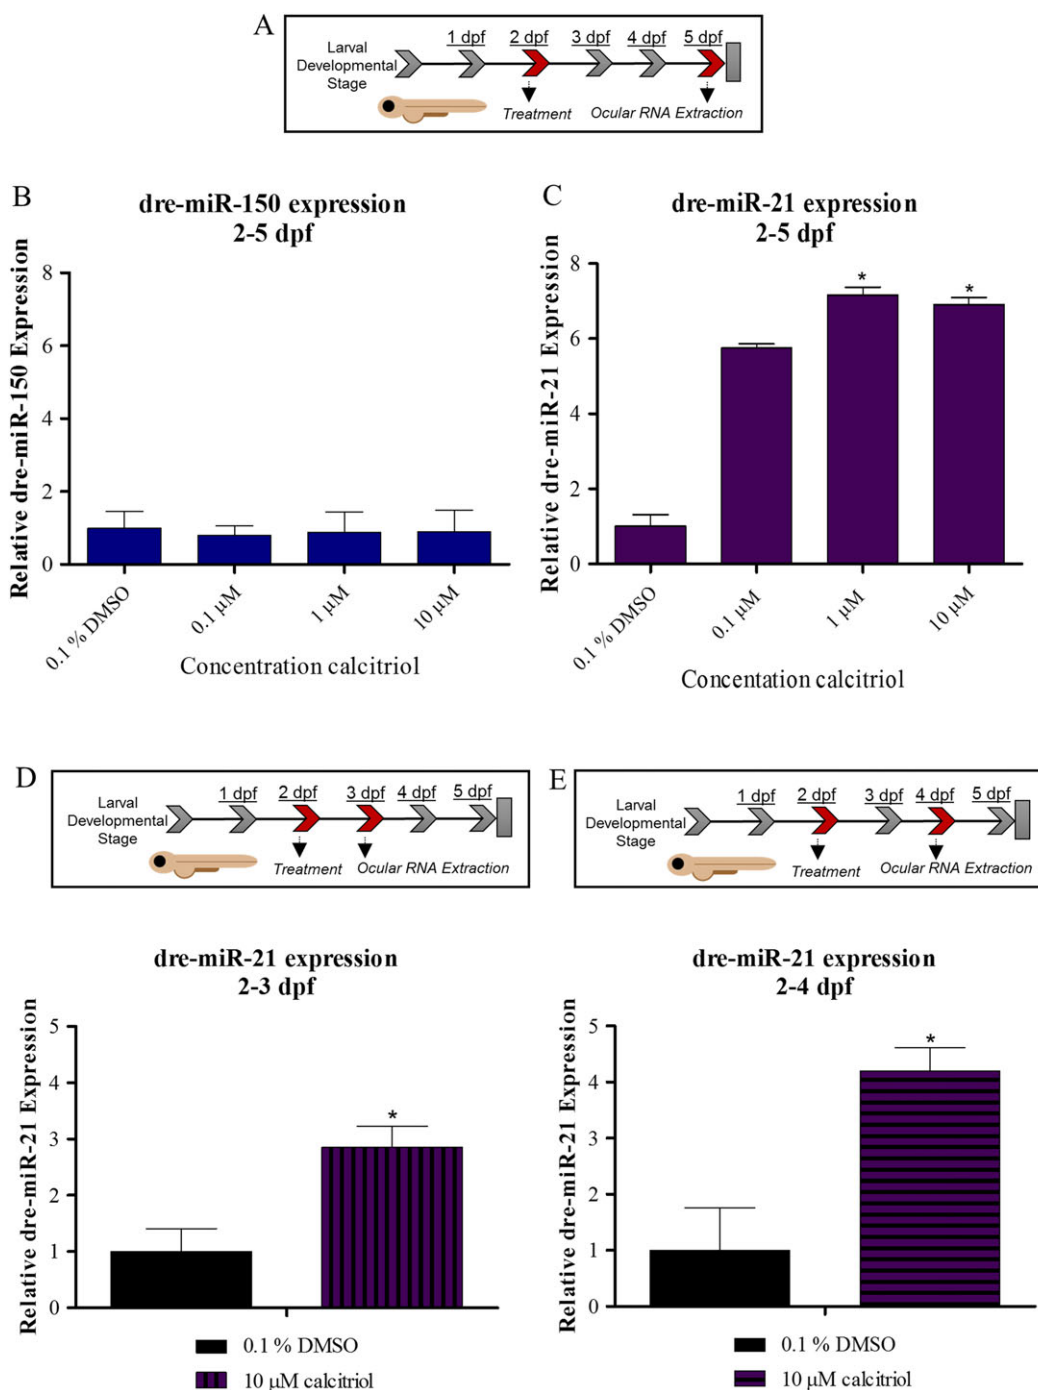 A
Larval
Developmental
Stage
1 dpf
2 dpf
3 dpf
4 dpf
5 dpf
Treatment
Ocular RNA Extraction
B
dre-miR-150 expression
2-5 dpf
Relative dre-miR-150 Expression
8
6
4
2
0
0.1 % DMSO
0.1 µM
1 µM
10 µM
Concentration calcitriol
C
dre-miR-21 expression
2-5 dpf
Relative dre-miR-21 Expression
8
6
4
2
0
*
*
0.1 % DMSO
0.1 µM
1 µM
10 µM
Concentation calcitriol
D
Larval
Developmental
Stage
1 dpf
2 dpf
3 dpf
4 dpf
5 dpf
Treatment
Ocular RNA Extraction
dre-miR-21 expression
2-3 dpf
Relative dre-miR-21 Expression
5
4
3
2
1
0
*
0.1 % DMSO
10 µM calcitriol
E
Larval
Developmental
Stage
1 dpf
2 dpf
3 dpf
4 dpf
5 dpf
Treatment
Ocular RNA Extraction
dre-miR-21 expression
2-4 dpf
Relative dre-miR-21 Expression
5
4
3
2
1
0
*
0.1 % DMSO
10 µM calcitriol